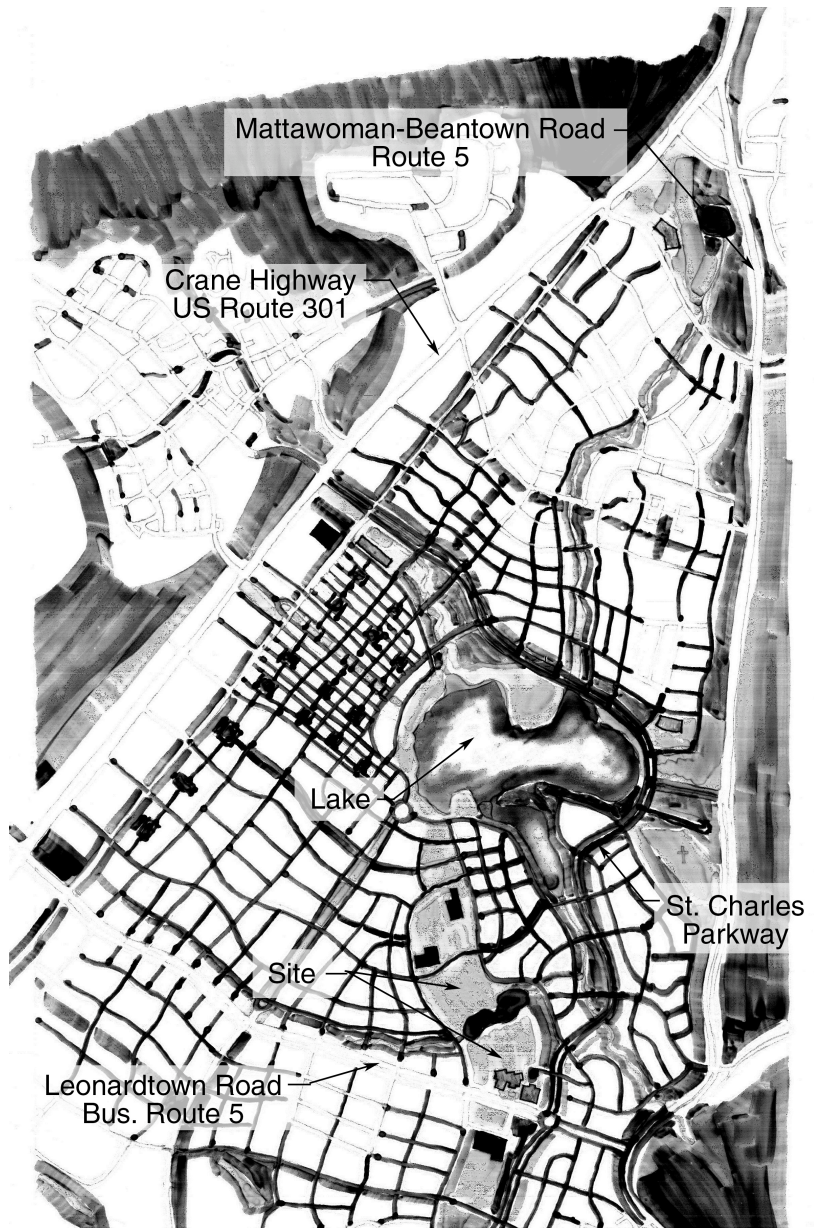 Mattawoman-Beantown Road
Route 5
Crane Highway
US Route 301
Lake
St. Charles
Parkway
Site
Leonardtown Road
Bus. Route 5